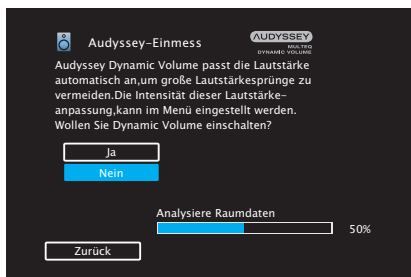 Audyssey-Einmess
AUDYSSEY
MULTEQ
DYNAMIC VOLUME
Audyssey Dynamic Volume passt die Lautstärke
automatisch an,um große Lautstärkesprünge zu
vermeiden.Die Intensität dieser Lautstärke-
anpassung,kann im Menü eingestellt werden.
Wollen Sie Dynamic Volume einschalten?
Ja
Nein
Analysiere Raumdaten
50%
Zurück